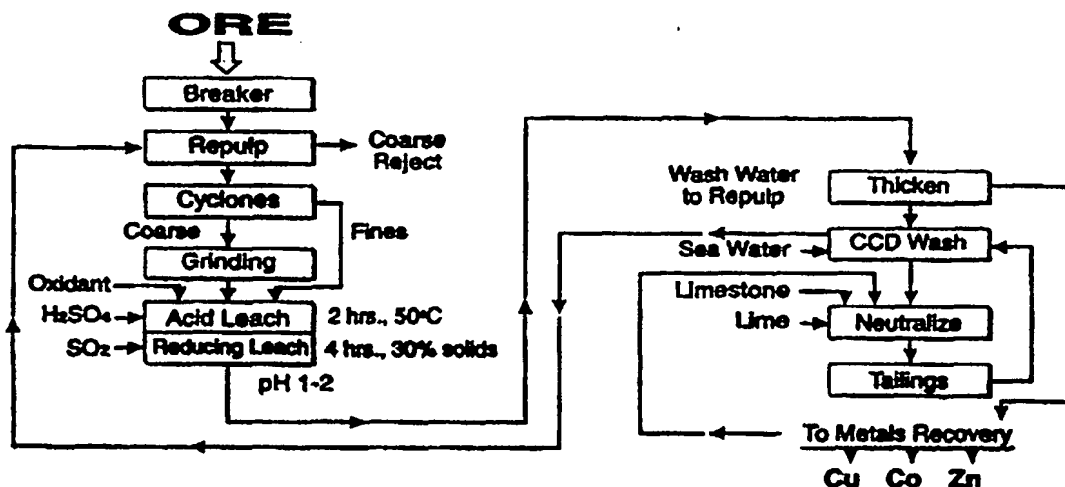 ORE
Breaker
Repulp
Coarse
Reject
Cyclones
Coarse
Fines
Grinding
Oxidant
H₂SO₄
Acid Leach
2 hrs., 50°C
SO₂
Reducing Leach
4 hrs., 30% solids
pH 1-2
Wash Water
to Repulp
Thicken
Sea Water
CCD Wash
Limestone
Lime
Neutralize
Tailings
To Metals Recovery
Cu Co Zn